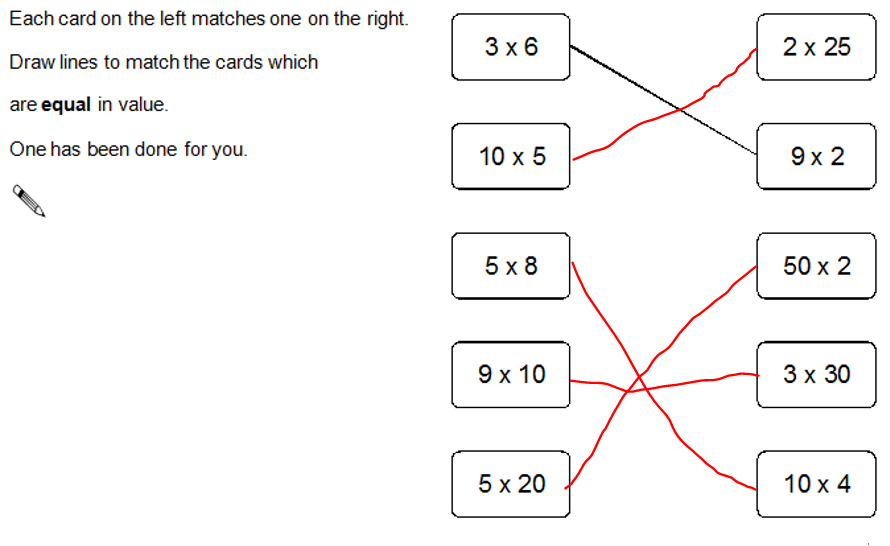 Each card on the left matches one on the right.
Draw lines to match the cards which
are equal in value.
One has been done for you.
3 x 6
2 x 25
10 x 5
9 x 2
5 x 8
50 x 2
9 x 10
3 x 30
5 x 20
10 x 4